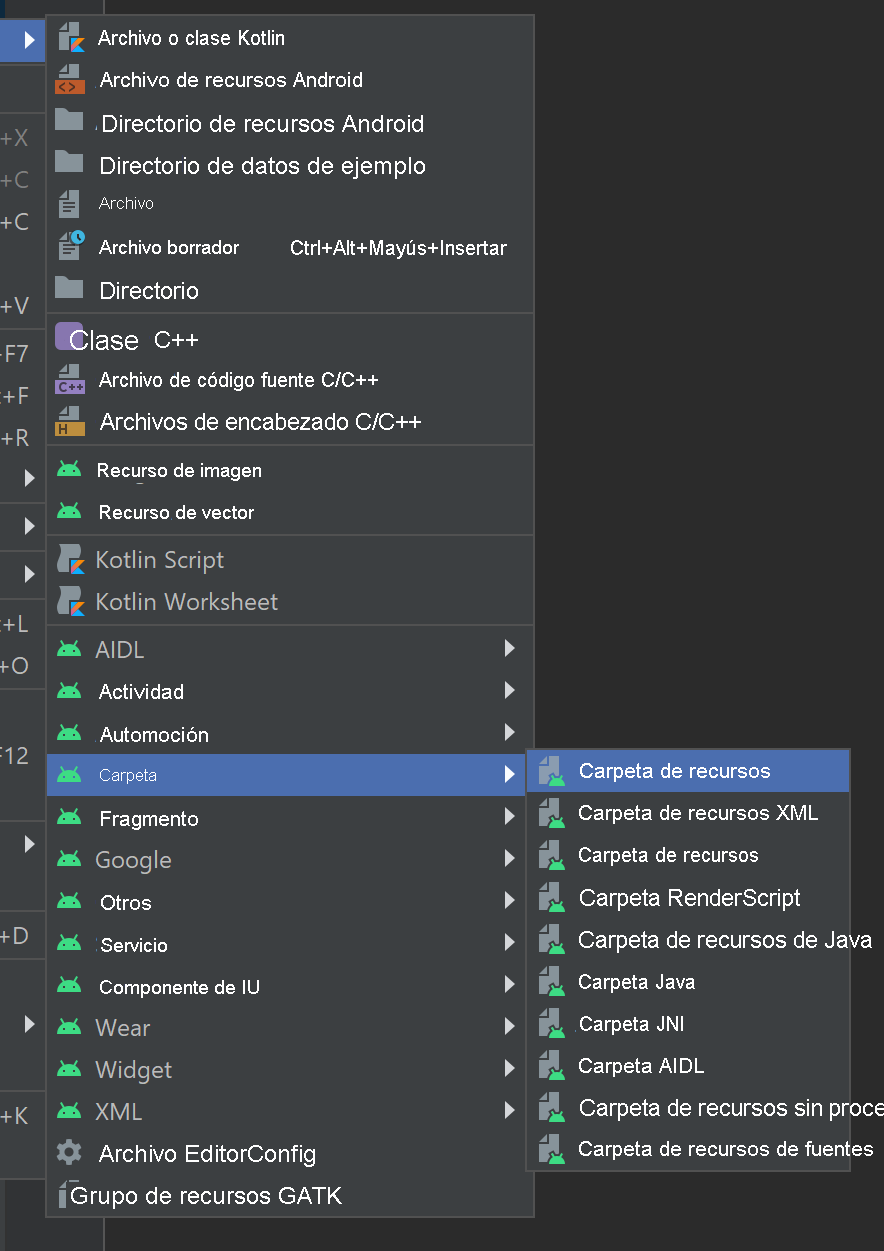 Archivo o clase Kotlin
Archivo de recursos Android
+X
Directorio de recursos Android
+C
Directorio de datos de ejemplo
+C
Archivo
Archivo borrador Ctrl+Alt+Mayús+Insertar
+V
Directorio
F7
Clase C++
+F
Archivo de código fuente C/C++
C++
+R
Archivos de encabezado C/C++
H
Recurso de imagen
Recurso de vector
Kotlin Script
Kotlin Worksheet
+L
AIDL
+O
Actividad
F12
Automoción
Carpeta
Fragmento
Google
Otros
+D
Servicio
Componente de IU
Wear
Widget
+K
XML
Archivo EditorConfig
Grupo de recursos GATK
Carpeta de recursos
Carpeta de recursos XML
Carpeta de recursos
Carpeta RenderScript
Carpeta de recursos de Java
Carpeta Java
Carpeta JNI
Carpeta AIDL
Carpeta de recursos sin proce
Carpeta de recursos de fuentes